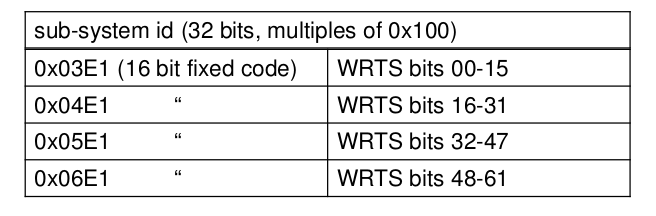 sub-system id (32 bits, multiples of 0x100)
0x03E1 (16 bit fixed code) WRTS bits 00-15
0x04E1 “ WRTS bits 16-31
0x05E1 “ WRTS bits 32-47
0x06E1 “ WRTS bits 48-61